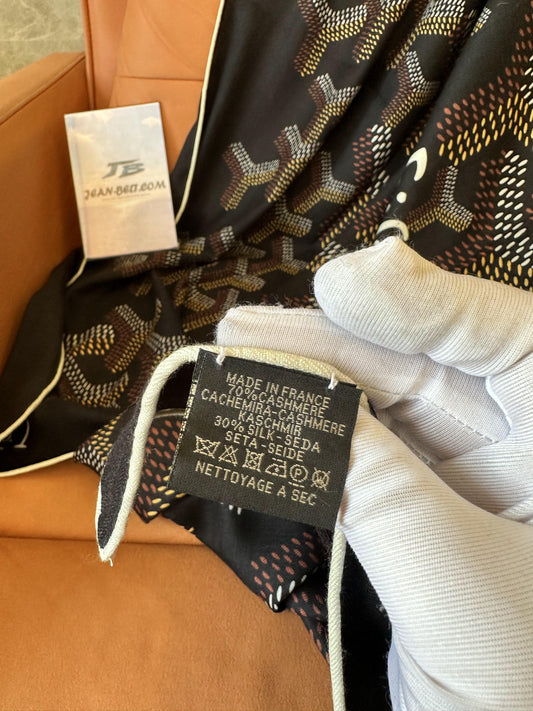 JB
JEAN-BELT.COM
MADE IN FRANCE
70%CASHMERE
CACHEMIRA-CASHMERE
KASCHMIR
30% SILK-SEDA
SETA-SEIDE
NETTOYAGE A SEC